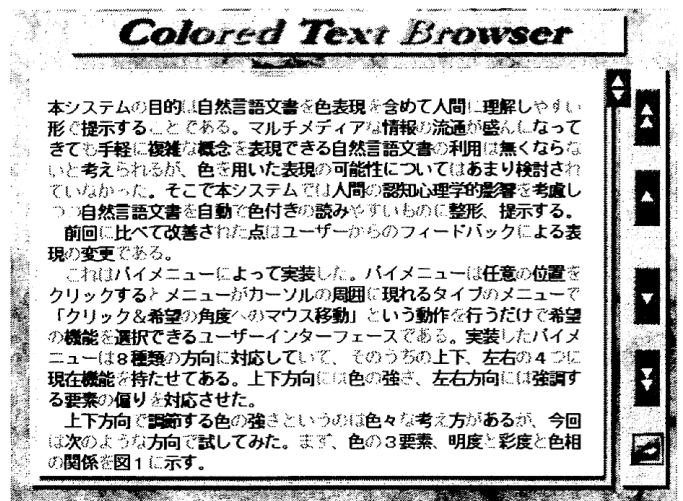 Colored Text Browser
本システムの目的は自然言語文書を色表現を含めて人間に理解しやすい
形で提示することである。マルチメディアな情報の流通が盛んになって
きても手軽に複雑な概念を表現できる自然言語文書の利用は無くならな
いと考えられるが、色を用いた表現の可能性についてはあまり検討され
ていなかった。そこで本システムでは人間の認知心理学的影響を考慮し
つつ自然言語文書を自動で色付きの読みやすいものに整形、提示する。
前回に比べて改善された点はユーザーからのフィードバックによる表
現の変更である。
これはパイメニューによって実装した。パイメニューは任意の位置を
クリックするとメニューがカーソルの周囲に現れるタイプのメニューで
「クリック＆希望の角度へのマウス移動」という動作を行うだけで希望
の機能を選択できるユーザーインターフェースである。実装したパイメ
ニューは８種類の方向に対応していて、そのうちの上下、左右の４つに
現在機能を持たせてある。上下方向には色の強さ、左右方向には強調す
る要素の偏りを対応させた。
上下方向で調節する色の強さというのは色々な考え方があるが、今回
は次のような方向で試してみた。まず、色の３要素、明度と彩度と色相
の関係を図１に示す。